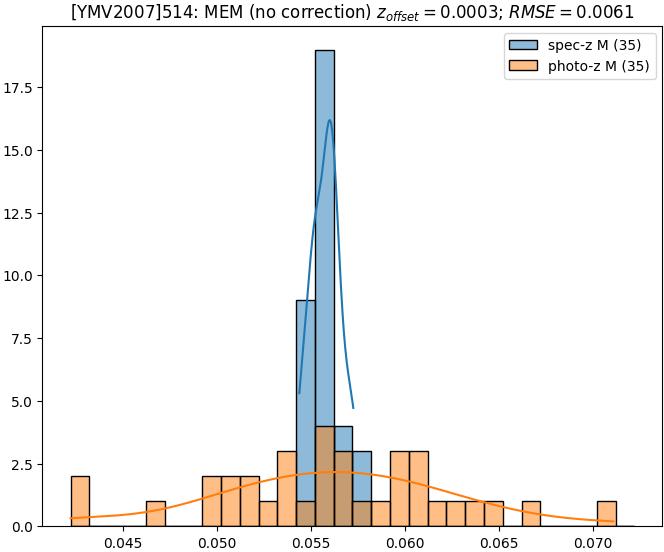 [YMV2007]514: MEM (no correction) z_offset = 0.0003; RMSE = 0.0061
spec-z M (35)
photo-z M (35)
17.5
15.0
12.5
10.0
7.5
5.0
2.5
0.0
0.045 0.050 0.055 0.060 0.065 0.070